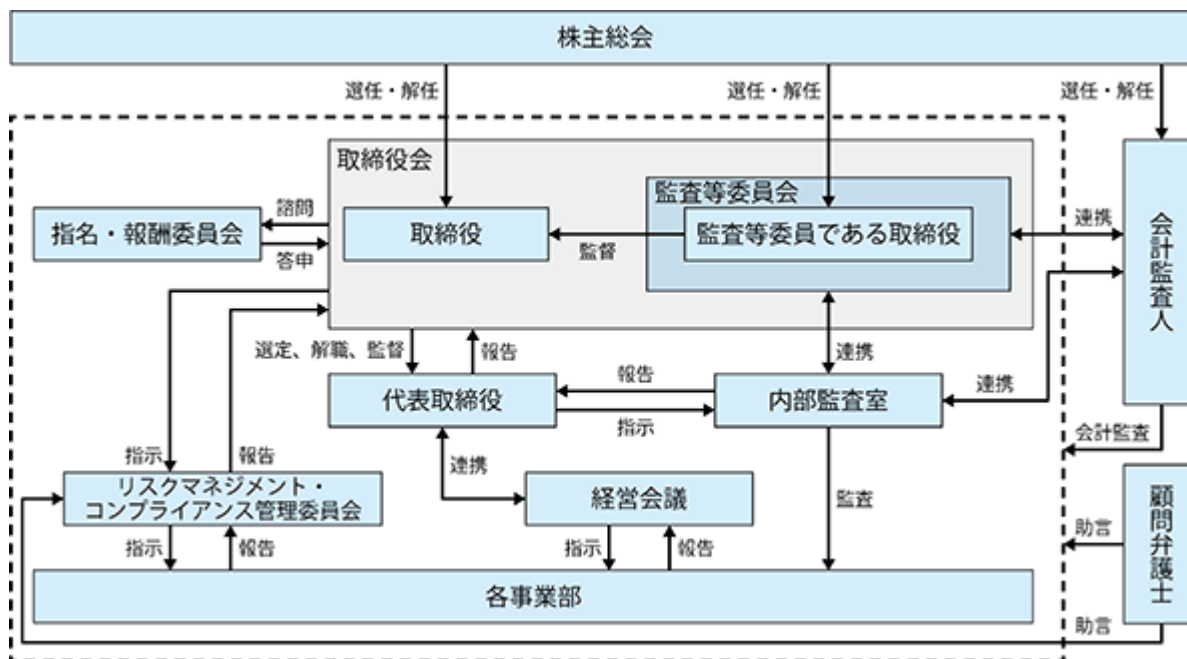 株主総会
選任・解任
選任・解任
選任・解任
取締役会
監査等委員会
指名・報酬委員会
諮問
答申
取締役
監督
監査等委員である取締役
連携
会計監査人
選定、解職、監督
報告
連携
代表取締役
報告
指示
内部監査室
連携
会計監査
指示
報告
連携
リスクマネジメント・
コンプライアンス管理委員会
経営会議
監査
顧問弁護士
指示
報告
指示
報告
助言
各事業部
助言